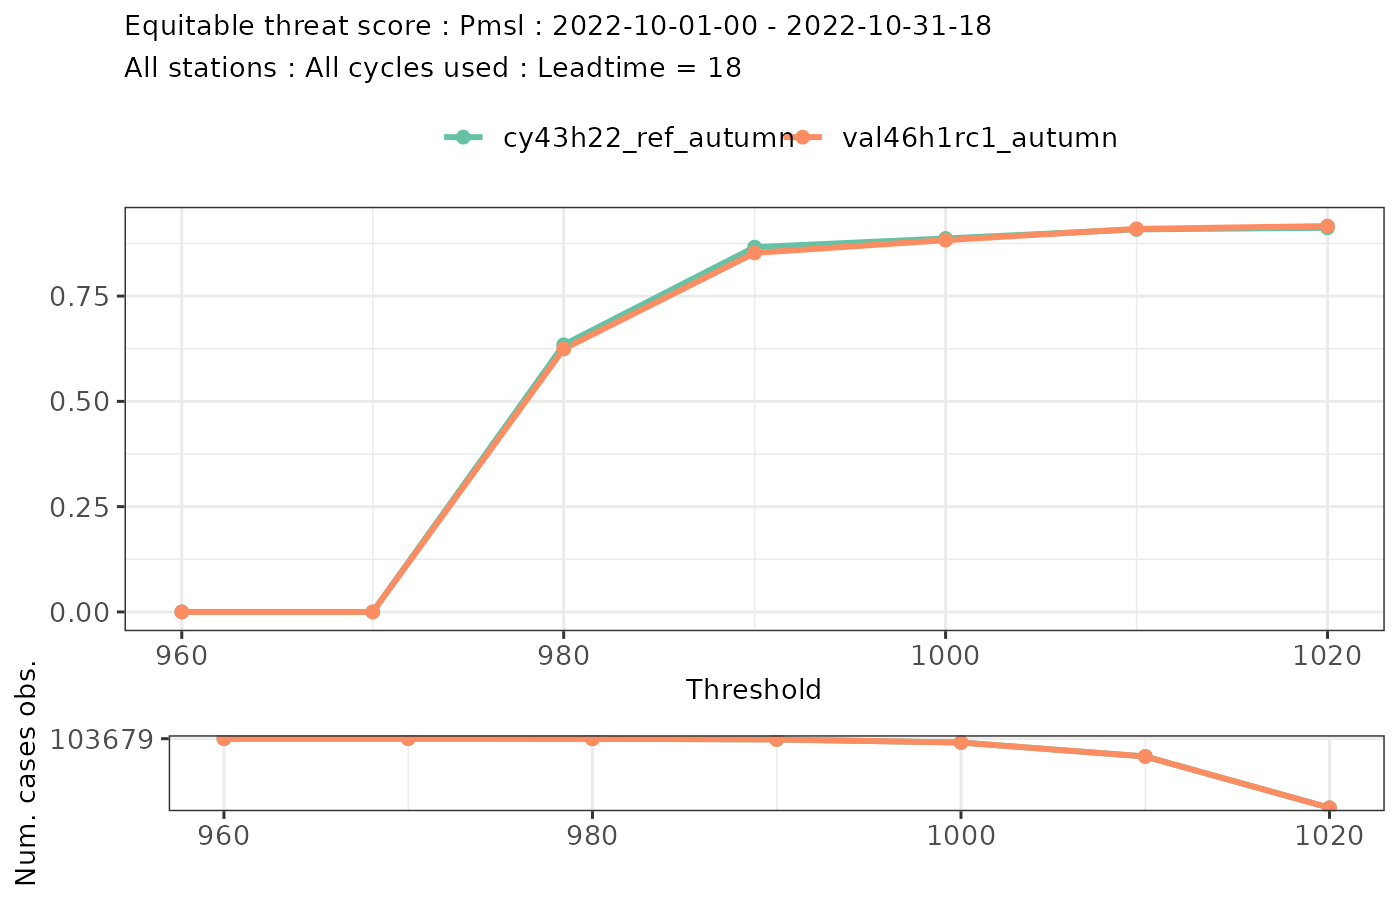 Equitable threat score : Pmsl : 2022-10-01-00 - 2022-10-31-18
All stations : All cycles used : Leadtime = 18
cy43h22_ref_autumn
val46h1rc1_autumn
0.75
0.50
0.25
0.00
960
980
1000
1020
Threshold
Num. cases obs.
103679
960
980
1000
1020